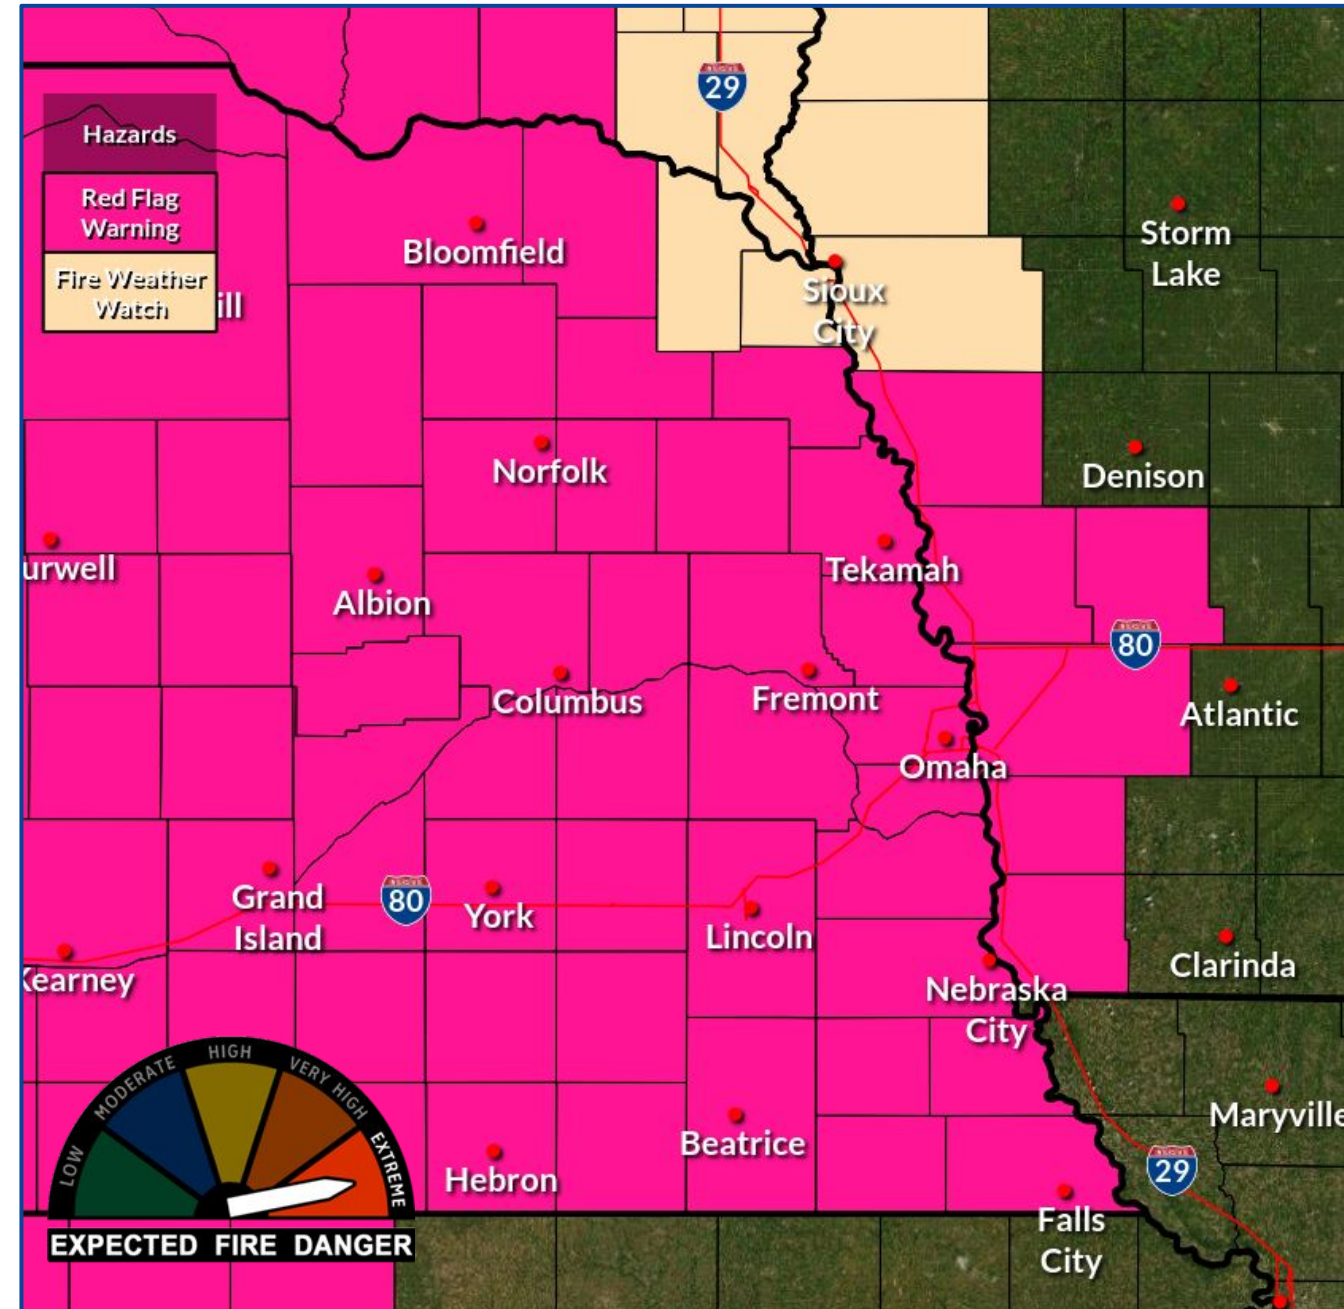 29
Hazards
Red Flag
Warning
Fire Weather
Watch
ill
Bloomfield
Storm
Lake
Sioux
City
Norfolk
Denison
urwell
Tekamah
Albion
80
Columbus
Fremont
Atlantic
Omaha
Grand
Island
80
York
Lincoln
Kearney
Clarinda
Nebraska
City
LOW
MODERATE
HIGH
VERY HIGH
EXTREME
Maryville
Beatrice
Hebron
29
Falls
City
EXPECTED FIRE DANGER